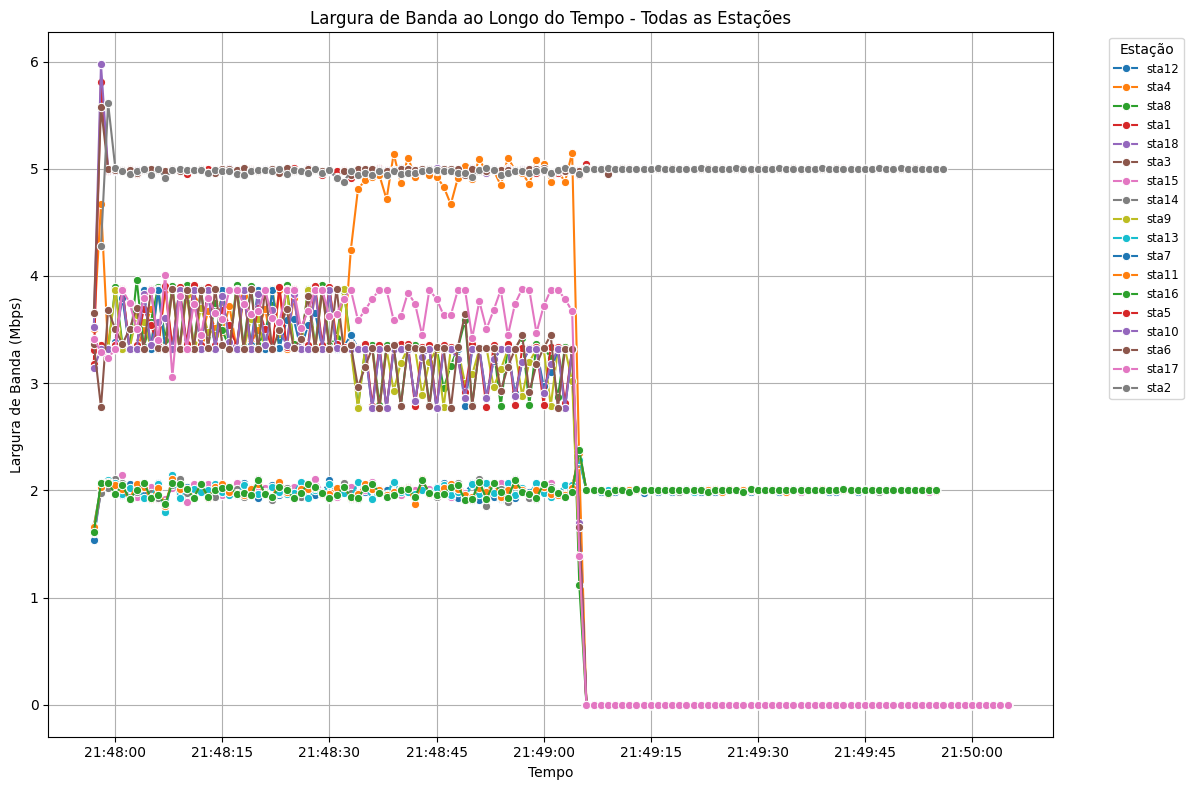 Largura de Banda ao Longo do Tempo - Todas as Estações
Largura de Banda (Mbps)
6
5
4
3
2
1
0
21:48:00 21:48:15 21:48:30 21:48:45 21:49:00 21:49:15 21:49:30 21:49:45 21:50:00
Tempo
Estação
sta12
sta4
sta8
sta1
sta18
sta3
sta15
sta14
sta9
sta13
sta7
sta11
sta16
sta5
sta10
sta6
sta17
sta2